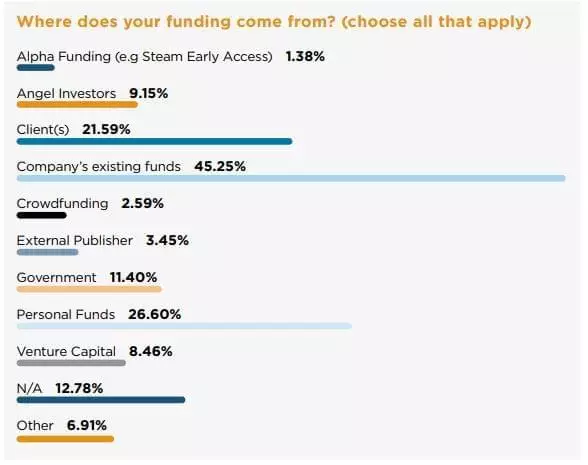 Where does your funding come from? (choose all that apply)
Alpha Funding (e.g Steam Early Access) 1.38%
Angel Investors 9.15%
Client(s) 21.59%
Company's existing funds 45.25%
Crowdfunding 2.59%
External Publisher 3.45%
Government 11.40%
Personal Funds 26.60%
Venture Capital 8.46%
N/A 12.78%
Other 6.91%